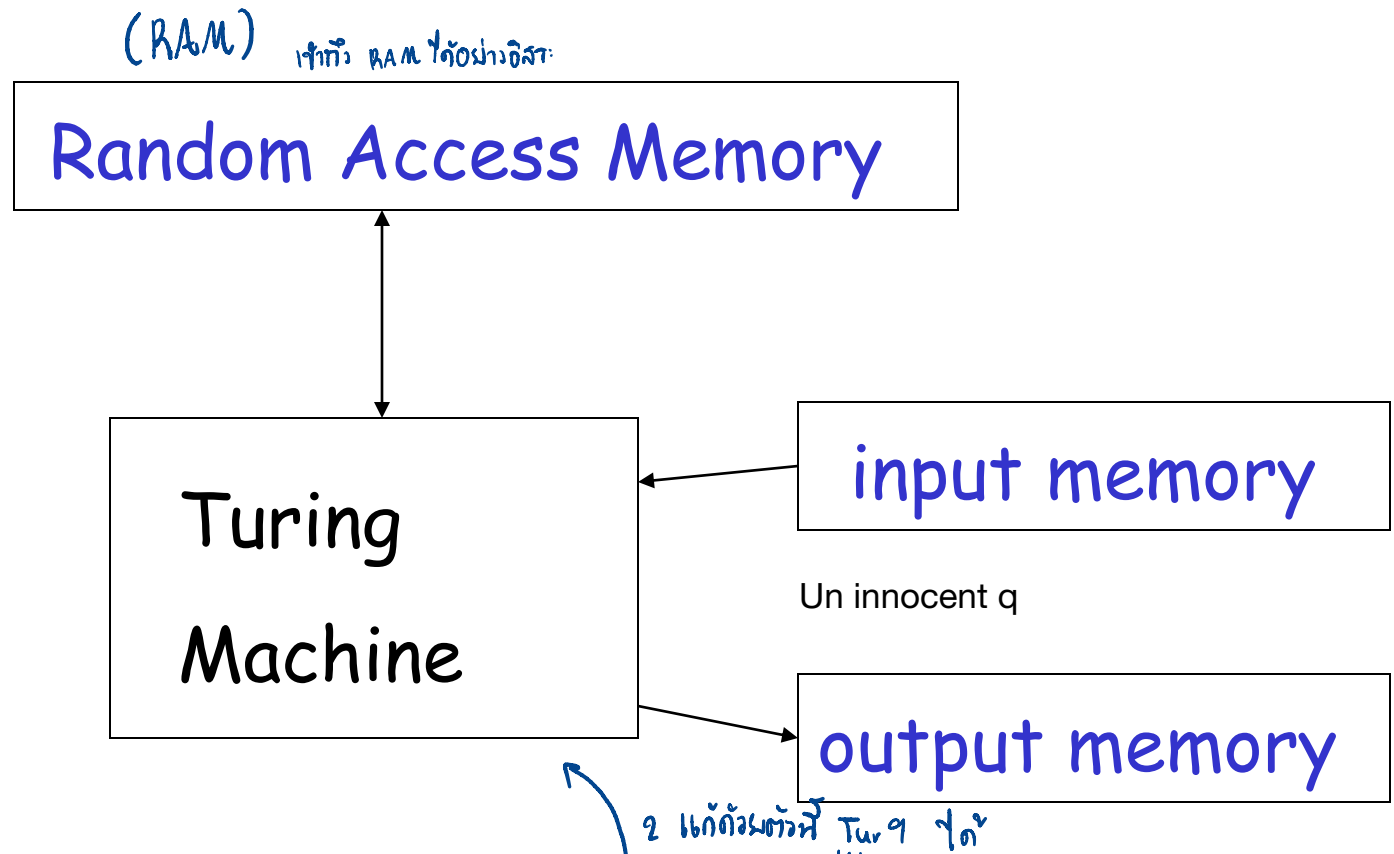 (RAM) เข้าถึง RAM ได้อย่างอิสระ
Random Access Memory
Turing
Machine
input memory
Un innocent q
output memory
2 แก้ด้วยตัวนี้ Tur ได้